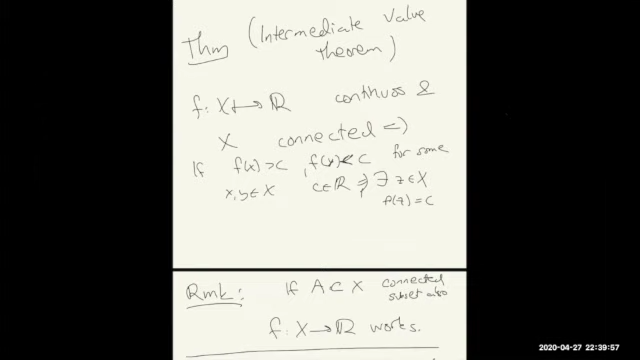 Thm (Intermediate Value
Theorem)
f: X ⟼ ℝ continuos &
X connected =)
If f(x) > C , f(x) < C for some
x, y ∈ X C ∈ ℝ ⇒ ∃ z ∈ X
f(z) = C
Rmk: If A ⊂ X connected
subset also
f: X → ℝ works.
2020-04-27 22:39:57